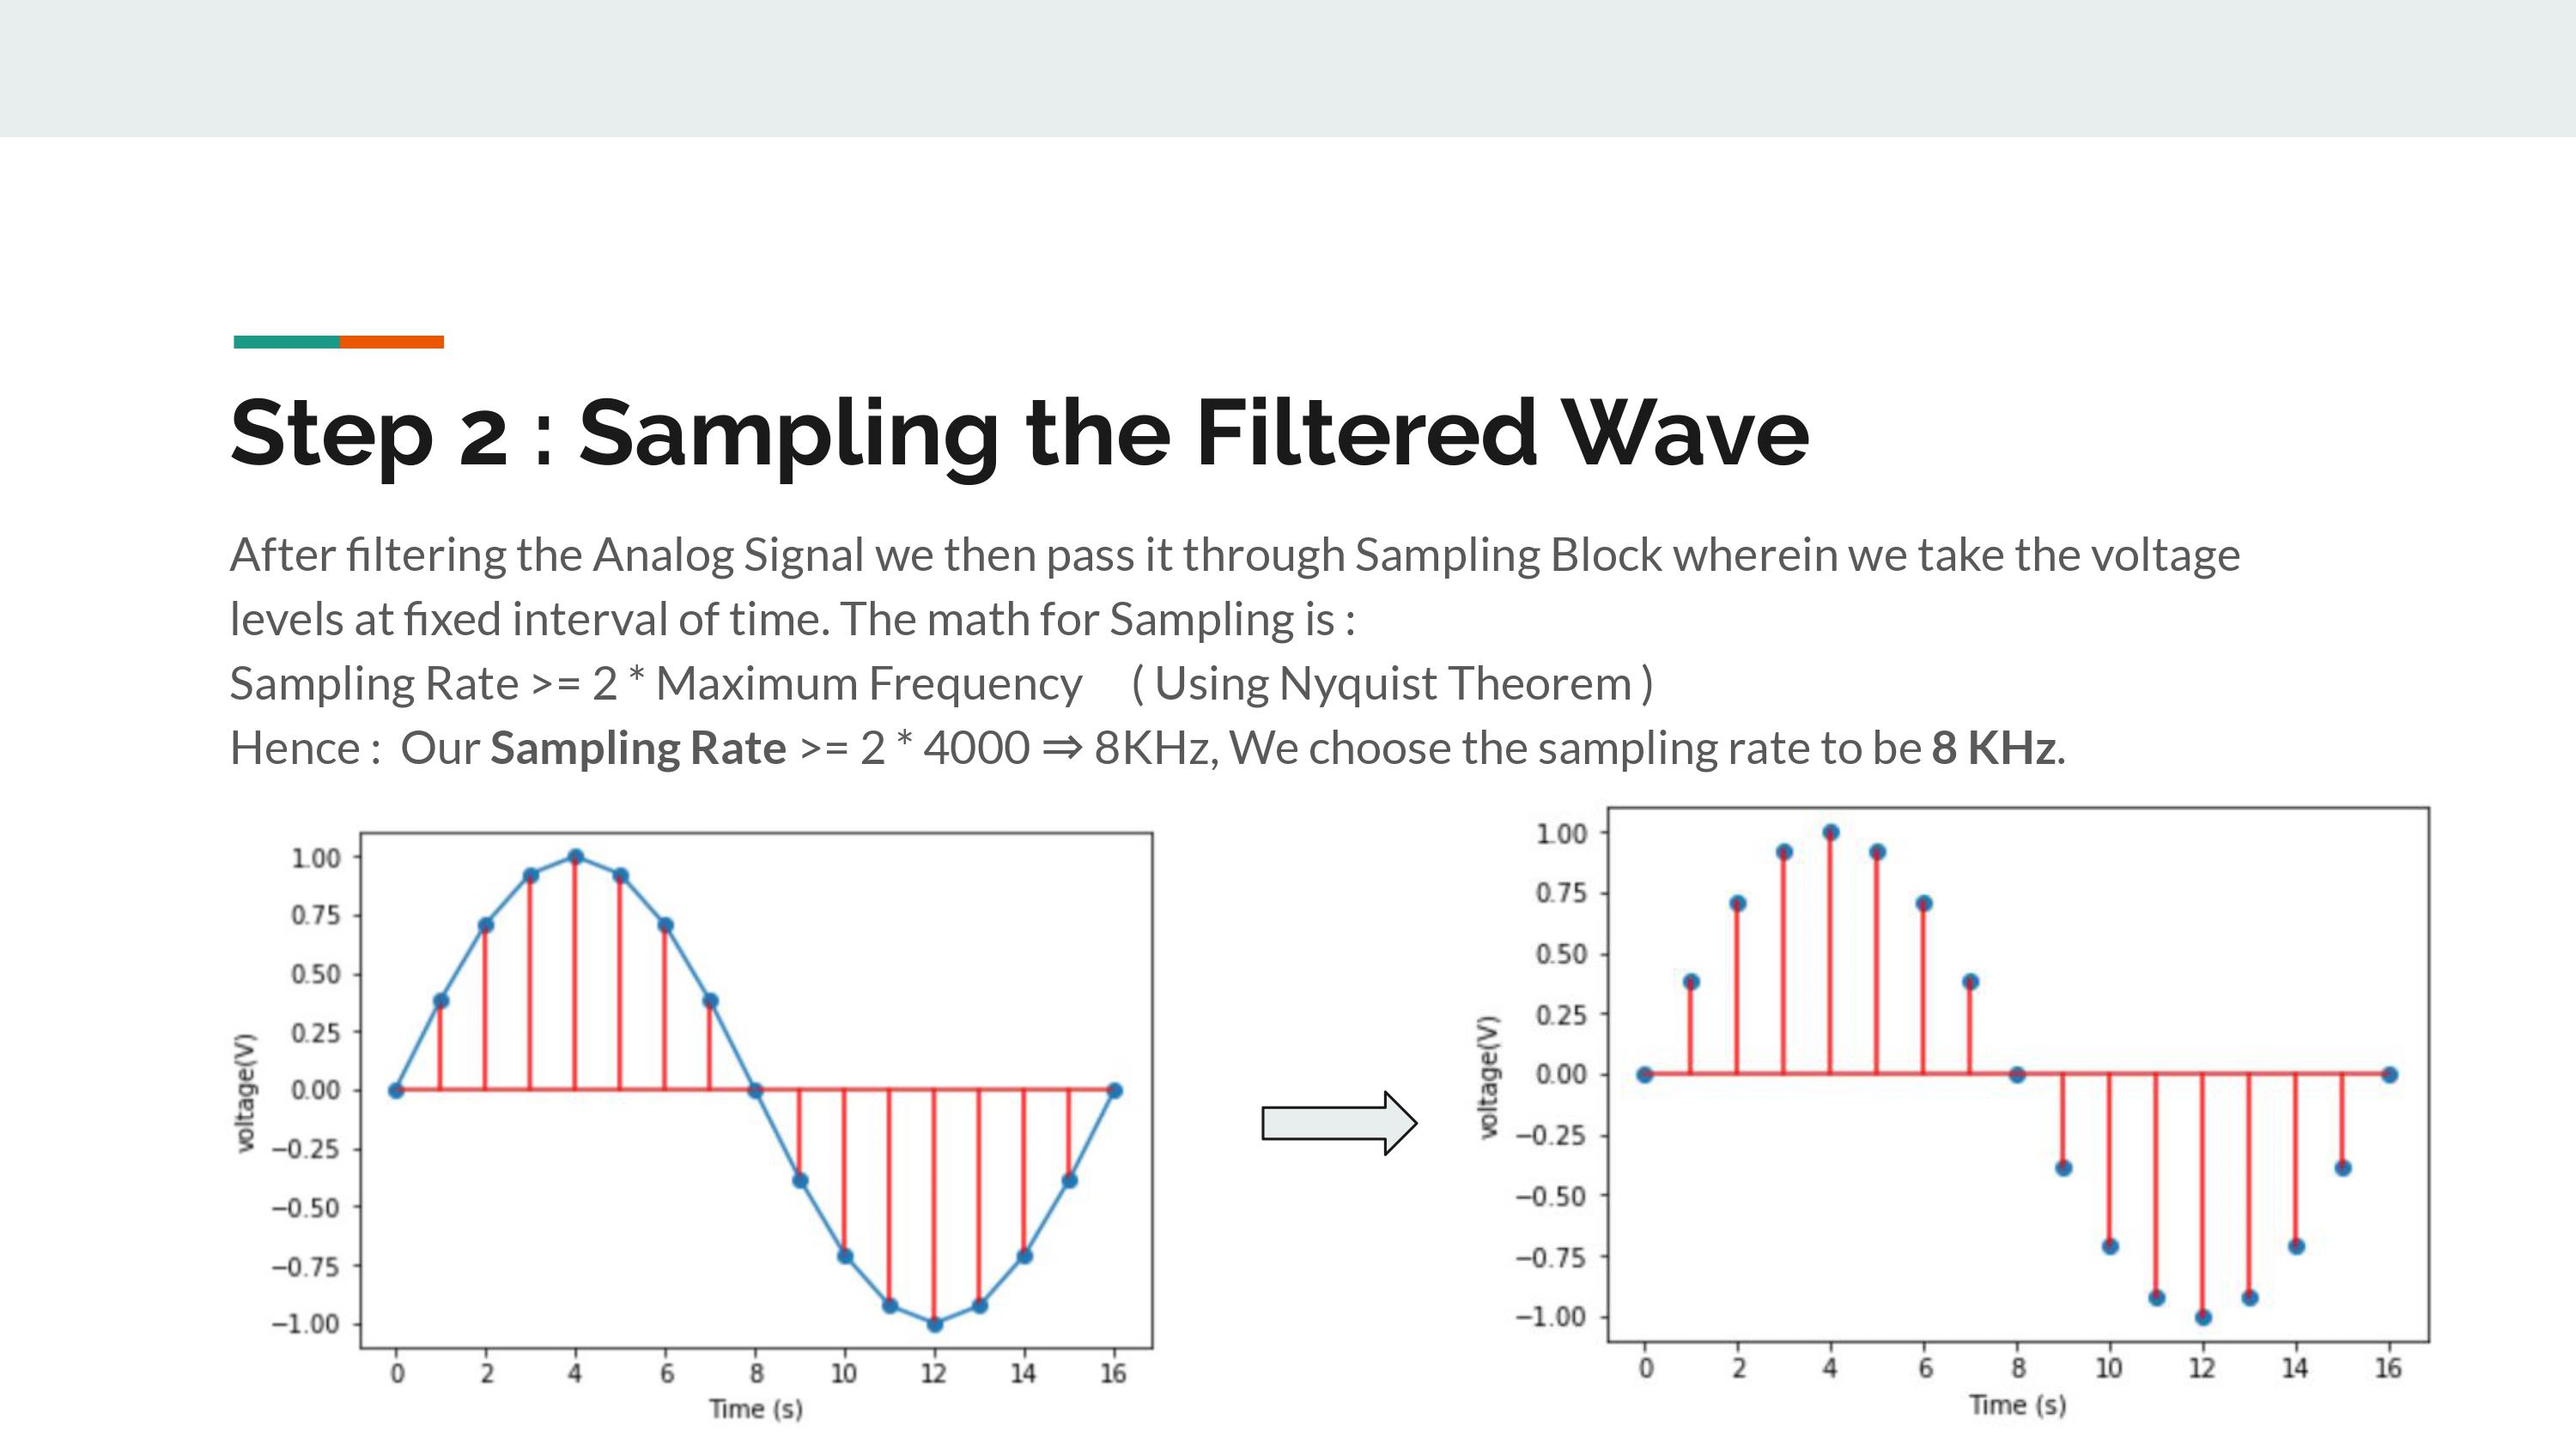 Step 2 : Sampling the Filtered Wave
After filtering the Analog Signal we then pass it through Sampling Block wherein we take the voltage
levels at fixed interval of time. The math for Sampling is :
Sampling Rate >= 2 * Maximum Frequency ( Using Nyquist Theorem )
Hence : Our Sampling Rate >= 2 * 4000 ⇒ 8KHz, We choose the sampling rate to be 8 KHz.
1.00
0.75
0.50
0.25
0.00
−0.25
−0.50
−0.75
−1.00
voltage(V)
0 2 4 6 8 10 12 14 16
Time (s)
1.00
0.75
0.50
0.25
0.00
−0.25
−0.50
−0.75
−1.00
voltage(V)
0 2 4 6 8 10 12 14 16
Time (s)